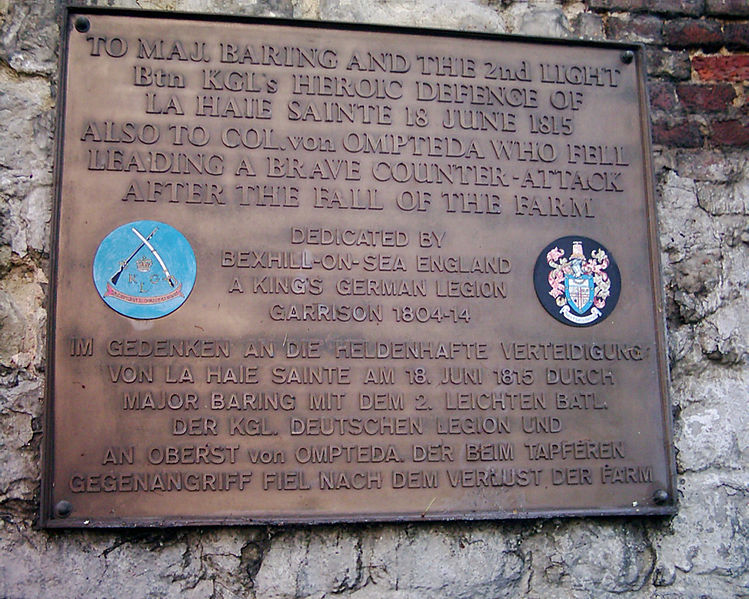 TO MAJ. BARING AND THE 2nd LIGHT
Btn KGL's HEROIC DEFENCE OF
LA HAIE SAINTE 18 JUNE 1815
ALSO TO COL. von OMPTEDA WHO FELL
LEADING A BRAVE COUNTER-ATTACK
AFTER THE FALL OF THE FARM
DEDICATED BY
BEXHILL-ON-SEA ENGLAND
A KING'S GERMAN LEGION
GARRISON 1804-14
IM GEDENKEN AN DIE HELDENHAFTE VERTEIDIGUNG
VON LA HAIE SAINTE AM 18. JUNI 1815 DURCH
MAJOR BARING MIT DEM 2. LEICHTEN BATL.
DER KGL. DEUTSCHEN LEGION UND
AN OBERST von OMPTEDA. DER BEIM TAPFEREN
GEGENANGRIFF FIEL NACH DEM VERLUST DER FARM